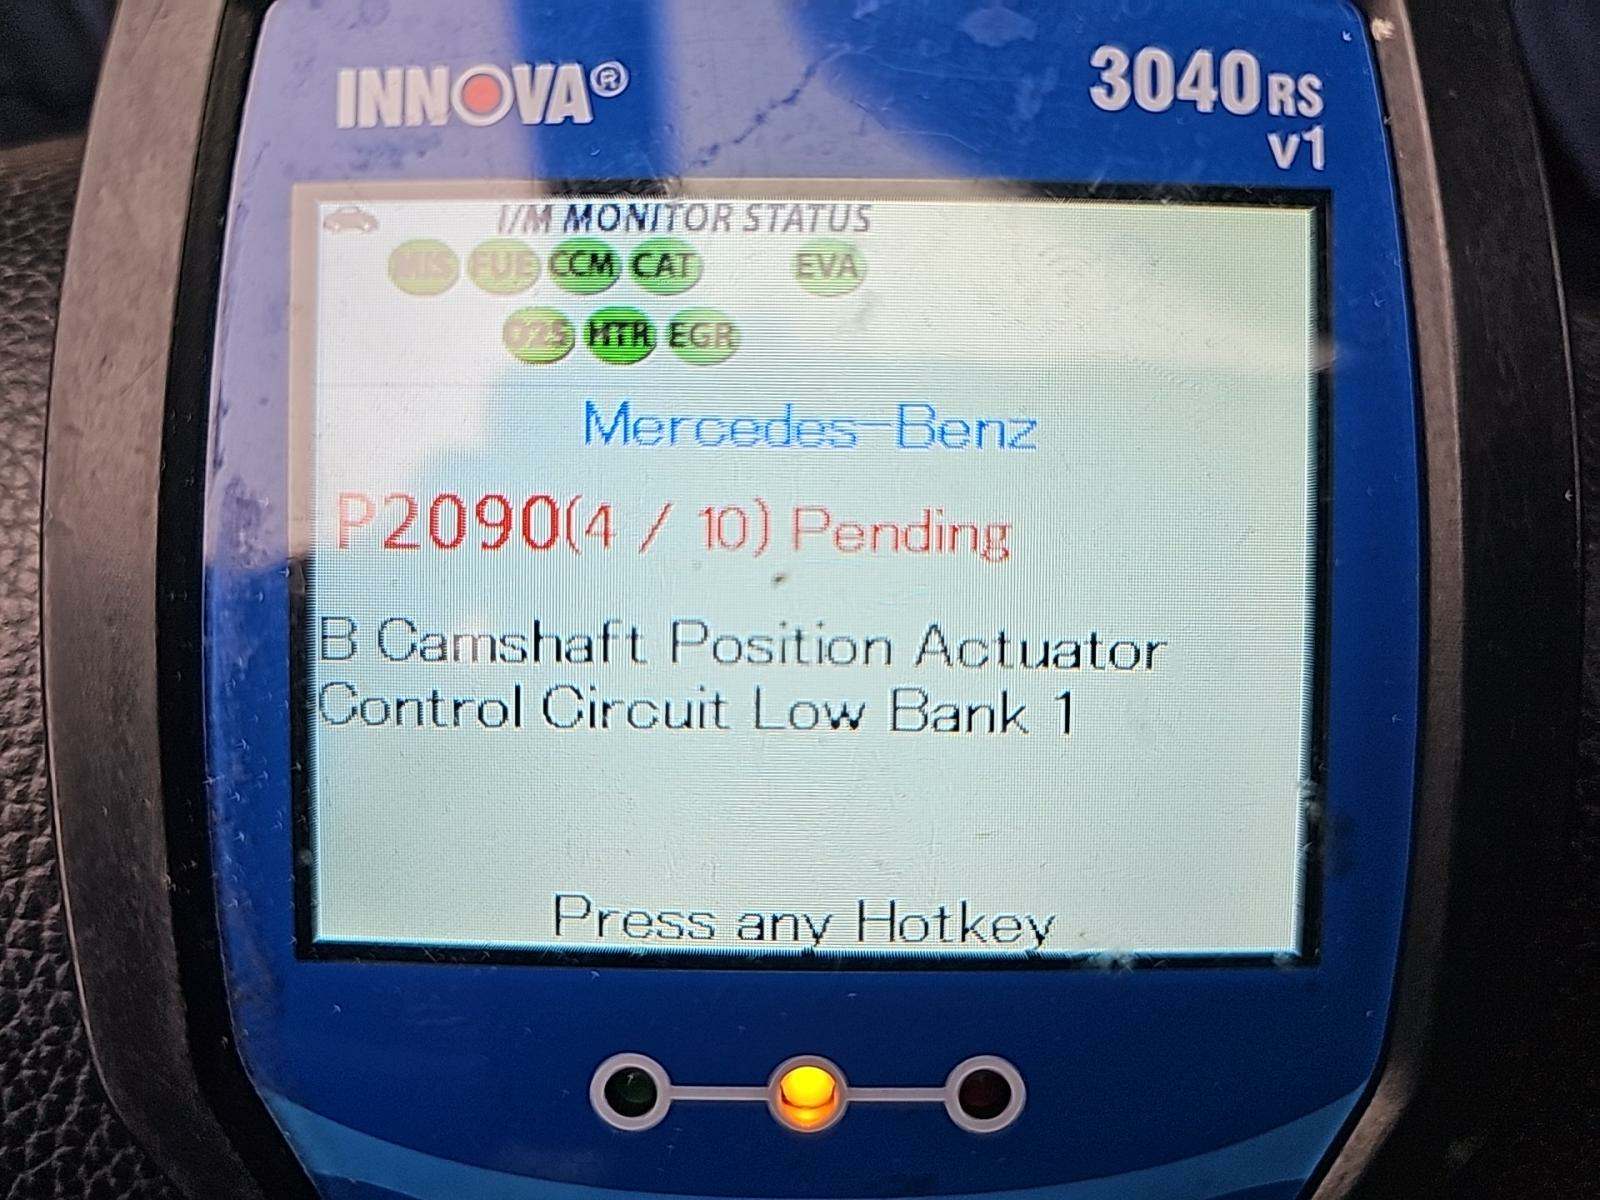 INNOVA®
3040RS
v1
I/M MONITOR STATUS
MIS FUE CCM CAT EVA
O2S HTR EGR
Mercedes-Benz
P2090(4 / 10) Pending
B Camshaft Position Actuator
Control Circuit Low Bank 1
Press any Hotkey